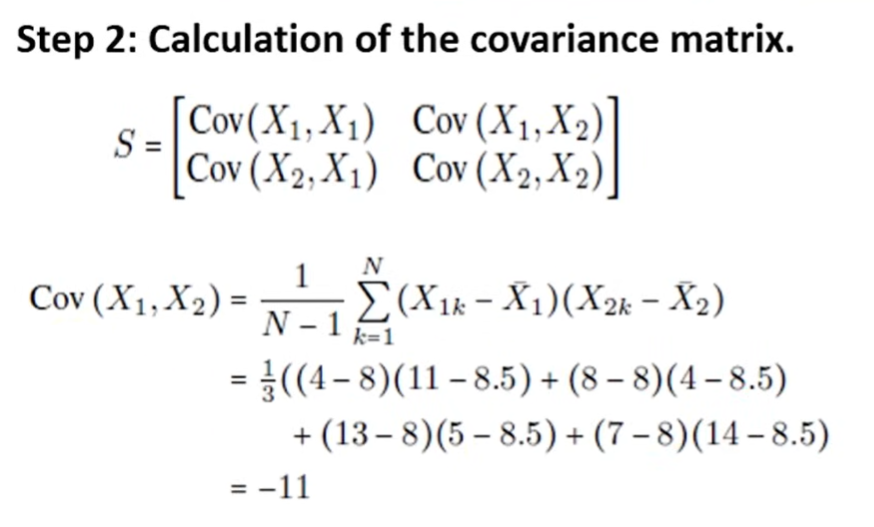 Step 2: Calculation of the covariance matrix.
S = [Cov(X₁, X₁) Cov (X₁, X₂)]
[Cov (X₂, X₁) Cov (X₂, X₂)]
Cov (X₁, X₂) = 1/(N − 1) ∑_{k=1}^{N} (X₁ₖ − X̄₁)(X₂ₖ − X̄₂)
= ⅓((4 − 8)(11 − 8.5) + (8 − 8)(4 − 8.5)
+ (13 − 8)(5 − 8.5) + (7 − 8)(14 − 8.5)
= −11